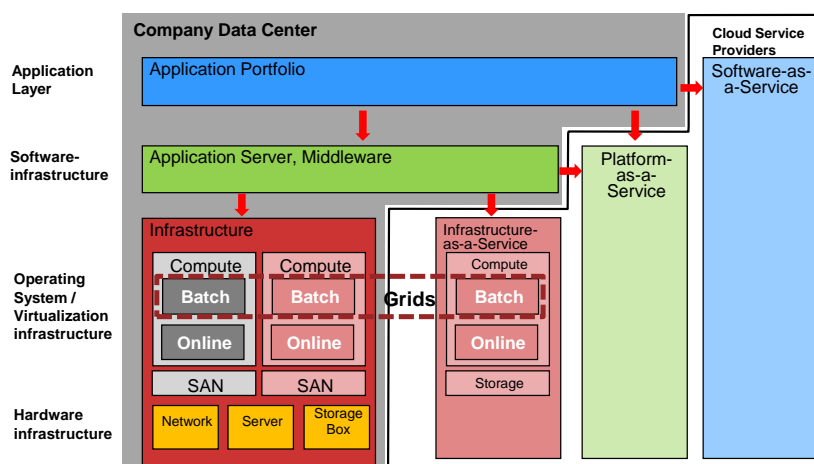 Company Data Center
Cloud Service
Providers
Application
Layer
Application Portfolio
Software-as-
a-Service
Software-
infrastructure
Application Server, Middleware
Platform-
as-a-
Service
Infrastructure
Infrastructure-
as-a-Service
Compute
Compute
Compute
Operating
System /
Virtualization
infrastructure
Batch
Batch
Grids
Batch
Online
Online
Online
SAN
SAN
Storage
Hardware
infrastructure
Network
Server
Storage
Box